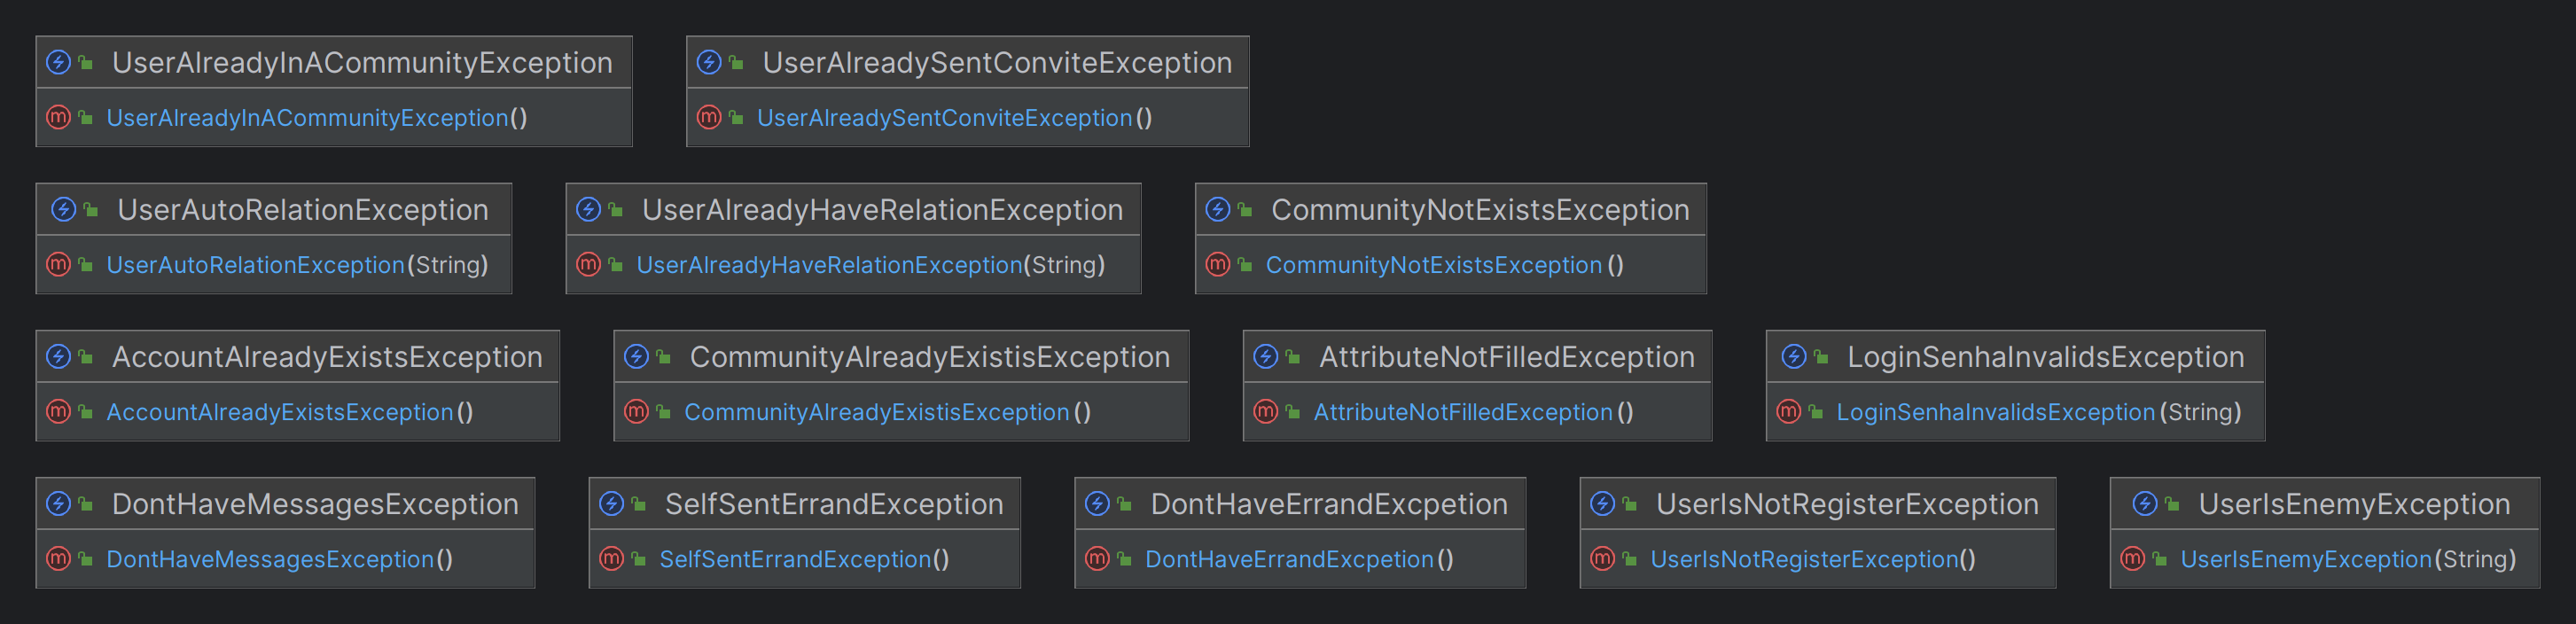 UserAlreadyInACommunityException
UserAlreadyInACommunityException()
UserAlreadySentConviteException
UserAlreadySentConviteException()
UserAutoRelationException
UserAutoRelationException(String)
UserAlreadyHaveRelationException
UserAlreadyHaveRelationException(String)
CommunityNotExistsException
CommunityNotExistsException()
AccountAlreadyExistsException
AccountAlreadyExistsException()
CommunityAlreadyExistisException
CommunityAlreadyExistisException()
AttributeNotFilledException
AttributeNotFilledException()
LoginSenhaInvalidsException
LoginSenhaInvalidsException(String)
DontHaveMessagesException
DontHaveMessagesException()
SelfSentErrandException
SelfSentErrandException()
DontHaveErrandExcpetion
DontHaveErrandExcpetion()
UserIsNotRegisterException
UserIsNotRegisterException()
UserIsEnemyException
UserIsEnemyException(String)